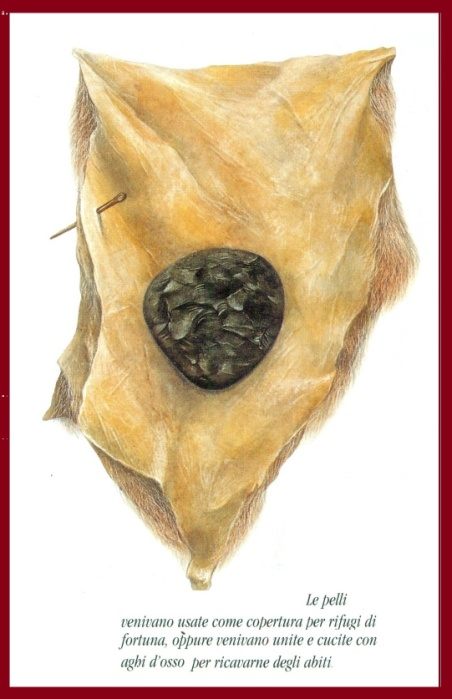 Le pelli
venivano usate come copertura per rifugi di
fortuna, oppure venivano unite e cucite con
aghi d'osso per ricavarne degli abiti.